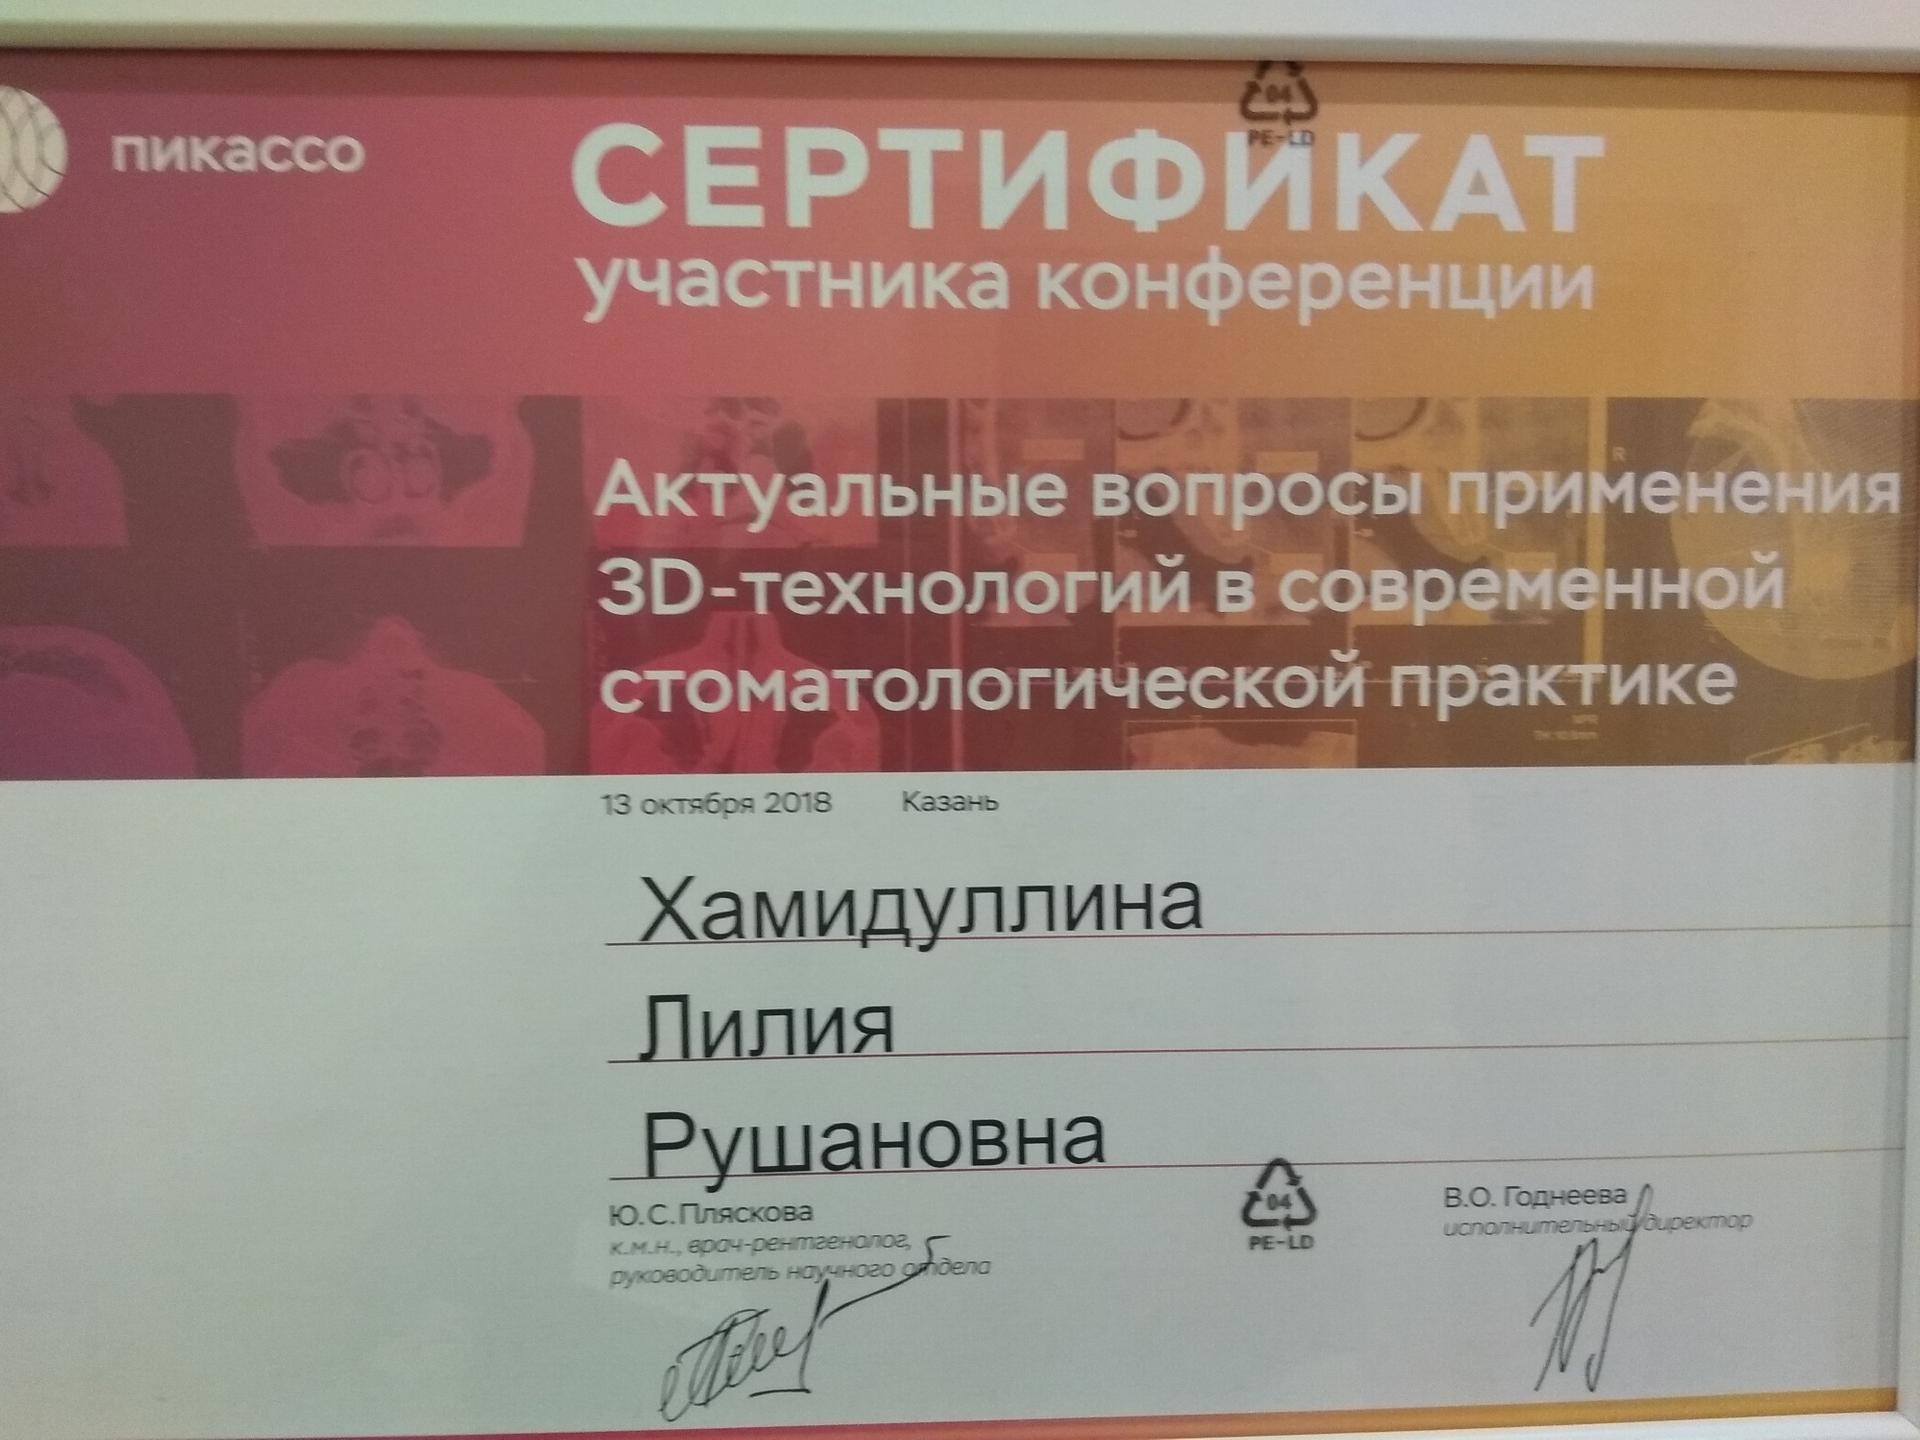 пикассо
СЕРТИФИКАТ
участника конференции
Актуальные вопросы применения
3D-технологий в современной
стоматологической практике
13 октября 2018 Казань
Хамидуллина
Лилия
Рушановна
Ю.С.Пляскова
к.м.н., врач-рентгенолог,
руководитель научного отдела
В.О. Годнеева
исполнительный директор
04
PE-LD
04
PE-LD
R